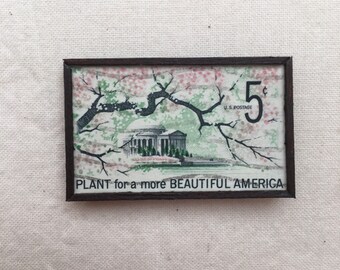 5¢
U.S. POSTAGE
PLANT for a more BEAUTIFUL AMERICA